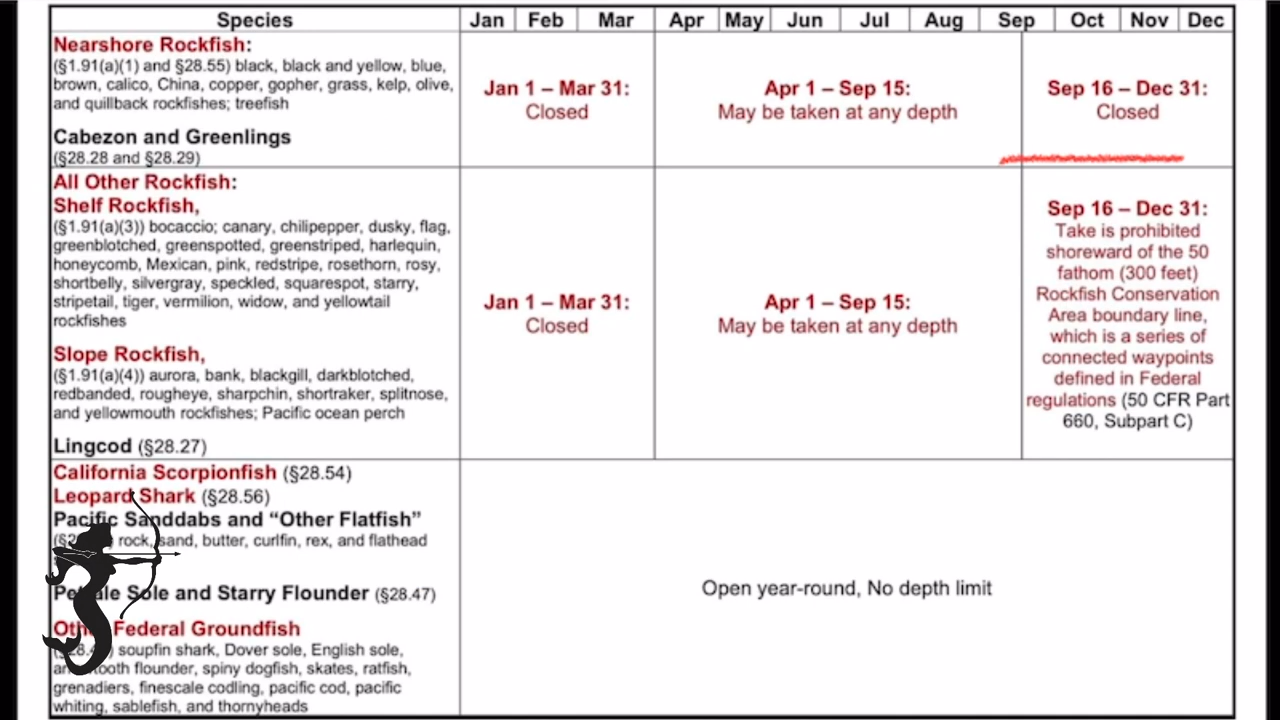 Species Jan Feb Mar Apr May Jun Jul Aug Sep Oct Nov Dec
Nearshore Rockfish:
(§1.91(a)(1) and §28.55) black, black and yellow, blue,
brown, calico, China, copper, gopher, grass, kelp, olive,
and quillback rockfishes; treefish
Cabezon and Greenlings
(§28.28 and §28.29)
Jan 1 – Mar 31:
Closed
Apr 1 – Sep 15:
May be taken at any depth
Sep 16 – Dec 31:
Closed
All Other Rockfish:
Shelf Rockfish,
(§1.91(a)(3)) bocaccio; canary, chilipepper, dusky, flag,
greenblotched, greenspotted, greenstriped, harlequin,
honeycomb, Mexican, pink, redstripe, rosethorn, rosy,
shortbelly, silvergray, speckled, squarespot, starry,
stripetail, tiger, vermilion, widow, and yellowtail
rockfishes
Slope Rockfish,
(§1.91(a)(4)) aurora, bank, blackgill, darkblotched,
redbanded, rougheye, sharpchin, shortraker, splitnose,
and yellowmouth rockfishes; Pacific ocean perch
Lingcod (§28.27)
Jan 1 – Mar 31:
Closed
Apr 1 – Sep 15:
May be taken at any depth
Sep 16 – Dec 31:
Take is prohibited
shoreward of the 50
fathom (300 feet)
Rockfish Conservation
Area boundary line,
which is a series of
connected waypoints
defined in Federal
regulations (50 CFR Part
660, Subpart C)
California Scorpionfish (§28.54)
Leopard Shark (§28.56)
Pacific Sanddabs and “Other Flatfish”
rock, sand, butter, curlfin, rex, and flathead
Sole and Starry Flounder (§28.47)
Federal Groundfish
soupfin shark, Dover sole, English sole,
flounder, spiny dogfish, skates, ratfish,
grenadiers, finescale codling, pacific cod, pacific
whiting, sablefish, and thornyheads
Open year-round, No depth limit